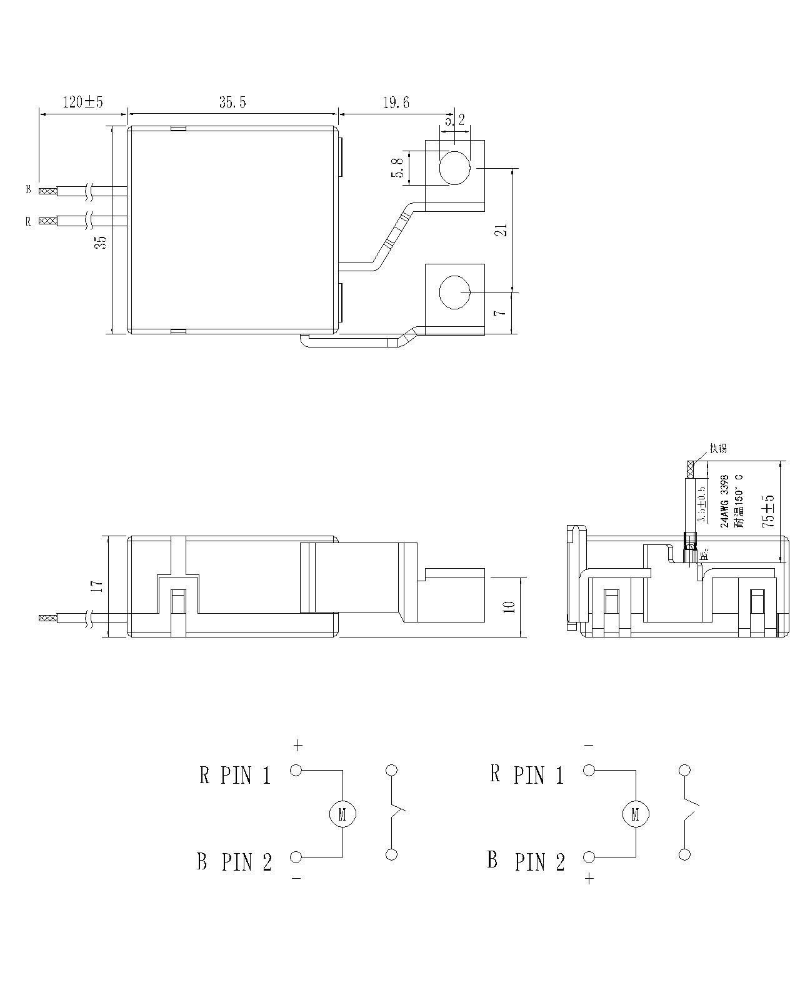 120±5
35.5
19.6
5.2
5.8
B
R
35
21
7
执锡
3.5±0.5
24AWG 3398
耐温150° C
75±5
17
10
+
-
R PIN 1
R PIN 1
M
M
B PIN 2
B PIN 2
-
+